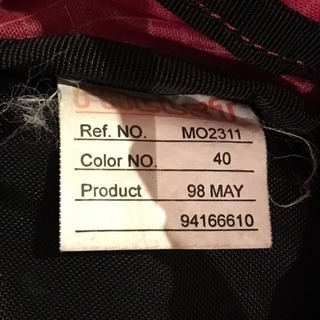 Ref. NO. MO2311
Color NO. 40
Product 98 MAY
94166610